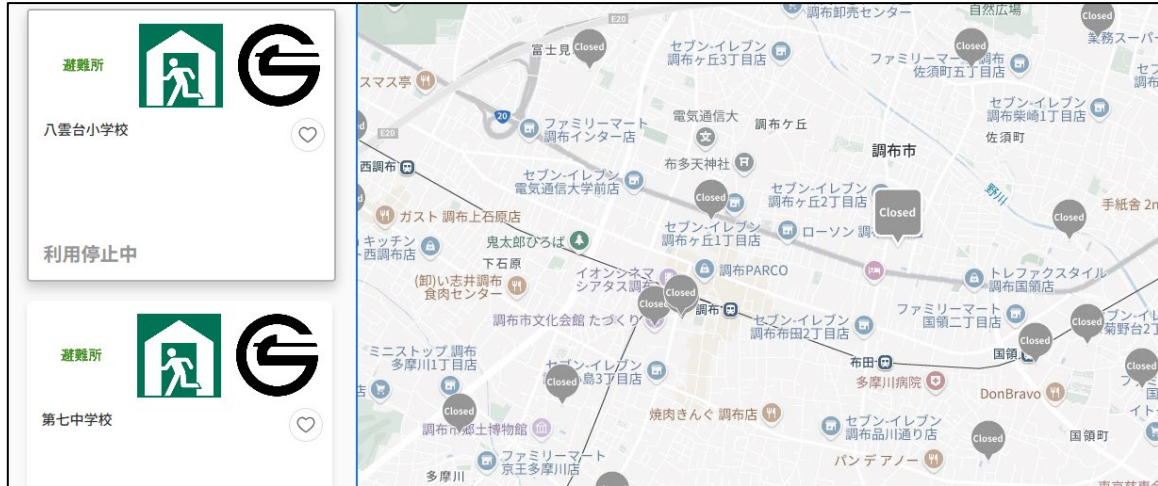 避難所
八雲台小学校
利用停止中
避難所
第七中学校
E20
調布卸売センター
自然広場
Closed
業務スーパー
富士見
Closed
セブン-イレブン
調布ケ丘3丁目店
Closed
佐須町五丁目店
スマス亭
セブン-イレブン
調布柴崎1丁目店
20
ファミリーマート
調布インター店
電気通信大
調布ケ丘
佐須町
E20
調布市
西調布
布多天神社
セブン-イレブン
電気通信大学前店
セブン-イレブン
調布ケ丘2丁目店
野川
Closed
Closed
Closed
手紙舎 2n
ガスト 調布上石原店
セブン-イレブン
調布ケ丘1丁目店
ローソン 調
キッチン
西調布店
鬼太郎ひろば
下石原
(卸)い志井調布
食肉センター
イオンシネマ
シアタス調布
調布PARCO
トレファクスタイル
調布国領店
Closed
Closed
調布
調布市文化会館 たづくり
セブン-イレブン
調布布田2丁目店
ファミリーマート
国領二丁目店
Closed
菊野台2丁
ミニストップ 調布
多摩川1丁目店
布田
国領
Closed
Closed
セブン-イレブン
島3丁目店
Closed
多摩川病院
DonBravo
Closed
調布市郷土博物館
焼肉きんぐ 調布店
セブン-イレブン
調布品川通り店
Closed
国領町
ファミリーマート
京王多摩川店
パン デ アノー
多摩川
Closed